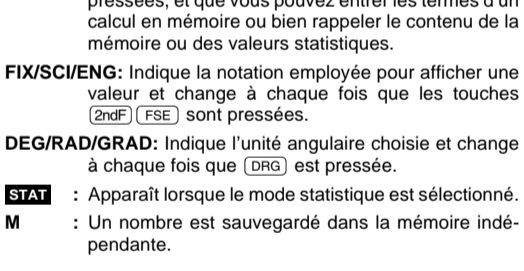 pressées, et que vous pouvez entrer les termes d'un
calcul en mémoire ou bien rappeler le contenu de la
mémoire ou des valeurs statistiques.
FIX/SCI/ENG: Indique la notation employée pour afficher une
valeur et change à chaque fois que les touches
2ndF FSE sont pressées.
DEG/RAD/GRAD: Indique l'unité angulaire choisie et change
à chaque fois que DRG est pressée.
STAT : Apparaît lorsque le mode statistique est sélectionné.
M : Un nombre est sauvegardé dans la mémoire indé-
pendante.